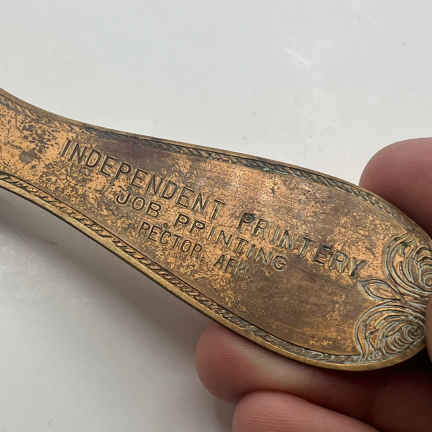 INDEPENDENT PRINTERY
JOB PRINTING
RECTOR, ARK.